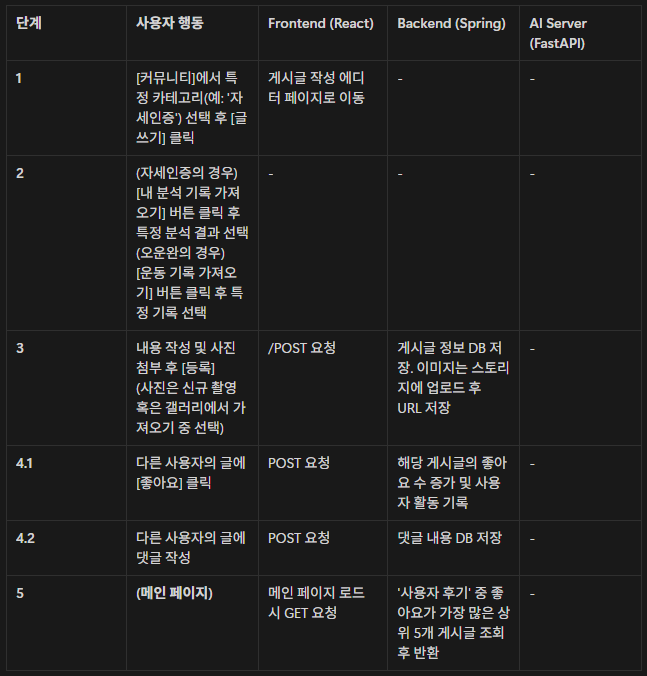 단계
사용자 행동
Frontend (React)
Backend (Spring)
AI Server
(FastAPI)
1
[커뮤니티]에서 특
정 카테고리(예: '자
세인증') 선택 후 [글
쓰기] 클릭
게시글 작성 에디
터 페이지로 이동
-
-
2
(자세인증의 경우)
[내 분석 기록 가져
오기] 버튼 클릭 후
특정 분석 결과 선택
(오운완의 경우)
[운동 기록 가져오
기] 버튼 클릭 후 특
정 기록 선택
-
-
-
3
내용 작성 및 사진
첨부 후 [등록]
(사진은 신규 촬영
혹은 갤러리에서 가
져오기 중 선택)
/POST 요청
게시글 정보 DB 저
장. 이미지는 스토리
지에 업로드 후
URL 저장
-
4.1
다른 사용자의 글에
[좋아요] 클릭
POST 요청
해당 게시글의 좋아
요 수 증가 및 사용
자 활동 기록
-
4.2
다른 사용자의 글에
댓글 작성
POST 요청
댓글 내용 DB 저장
-
5
(메인 페이지)
메인 페이지 로드
시 GET 요청
'사용자 후기' 중 좋
아요가 가장 많은 상
위 5개 게시글 조회
후 반환
-